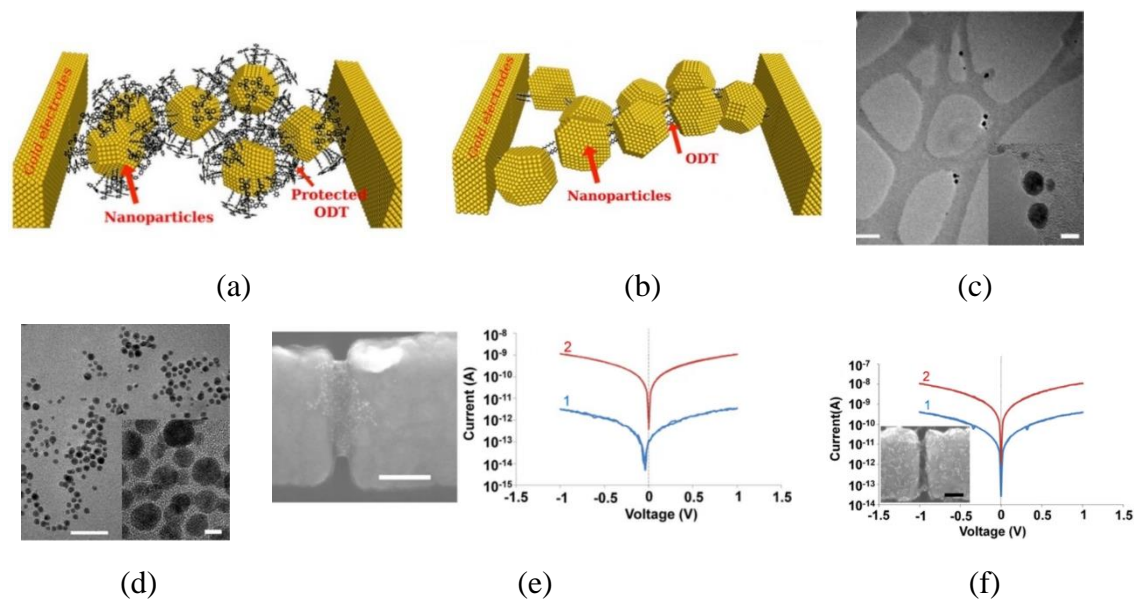 Gold electrodes
Nanoparticles
Protected
ODT
(a)
Gold electrodes
ODT
Nanoparticles
(b)
(c)
(d)
Current (A)
10⁻⁸
10⁻⁹
10⁻¹⁰
10⁻¹¹
10⁻¹²
10⁻¹³
10⁻¹⁴
10⁻¹⁵
2
1
-1.5 -1 -0.5 0 0.5 1 1.5
Voltage (V)
(e)
Current(A)
10⁻⁷
10⁻⁸
10⁻⁹
10⁻¹⁰
10⁻¹¹
10⁻¹²
10⁻¹³
10⁻¹⁴
2
1
-1.5 -1 -0.5 0 0.5 1 1.5
Voltage (V)
(f)